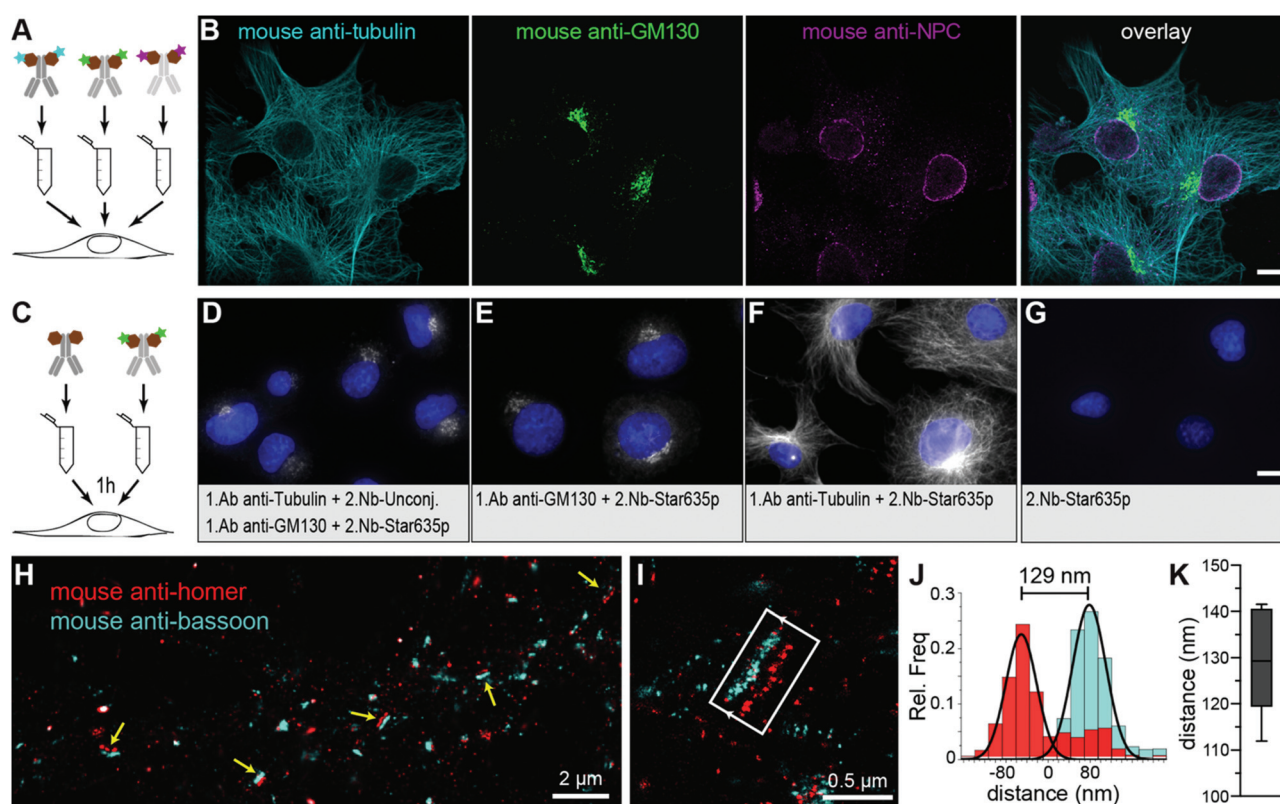 A
B
mouse anti-tubulin
mouse anti-GM130
mouse anti-NPC
overlay
C
1h
D
E
F
G
1.Ab anti-Tubulin + 2.Nb-Unconj.
1.Ab anti-GM130 + 2.Nb-Star635p
1.Ab anti-GM130 + 2.Nb-Star635p
1.Ab anti-Tubulin + 2.Nb-Star635p
2.Nb-Star635p
H
mouse anti-homer
mouse anti-bassoon
2 µm
I
0.5 µm
J
129 nm
0.3
0.2
0.1
0
Rel. Freq
-80 0 80
distance (nm)
K
150
140
130
120
110
100
distance (nm)